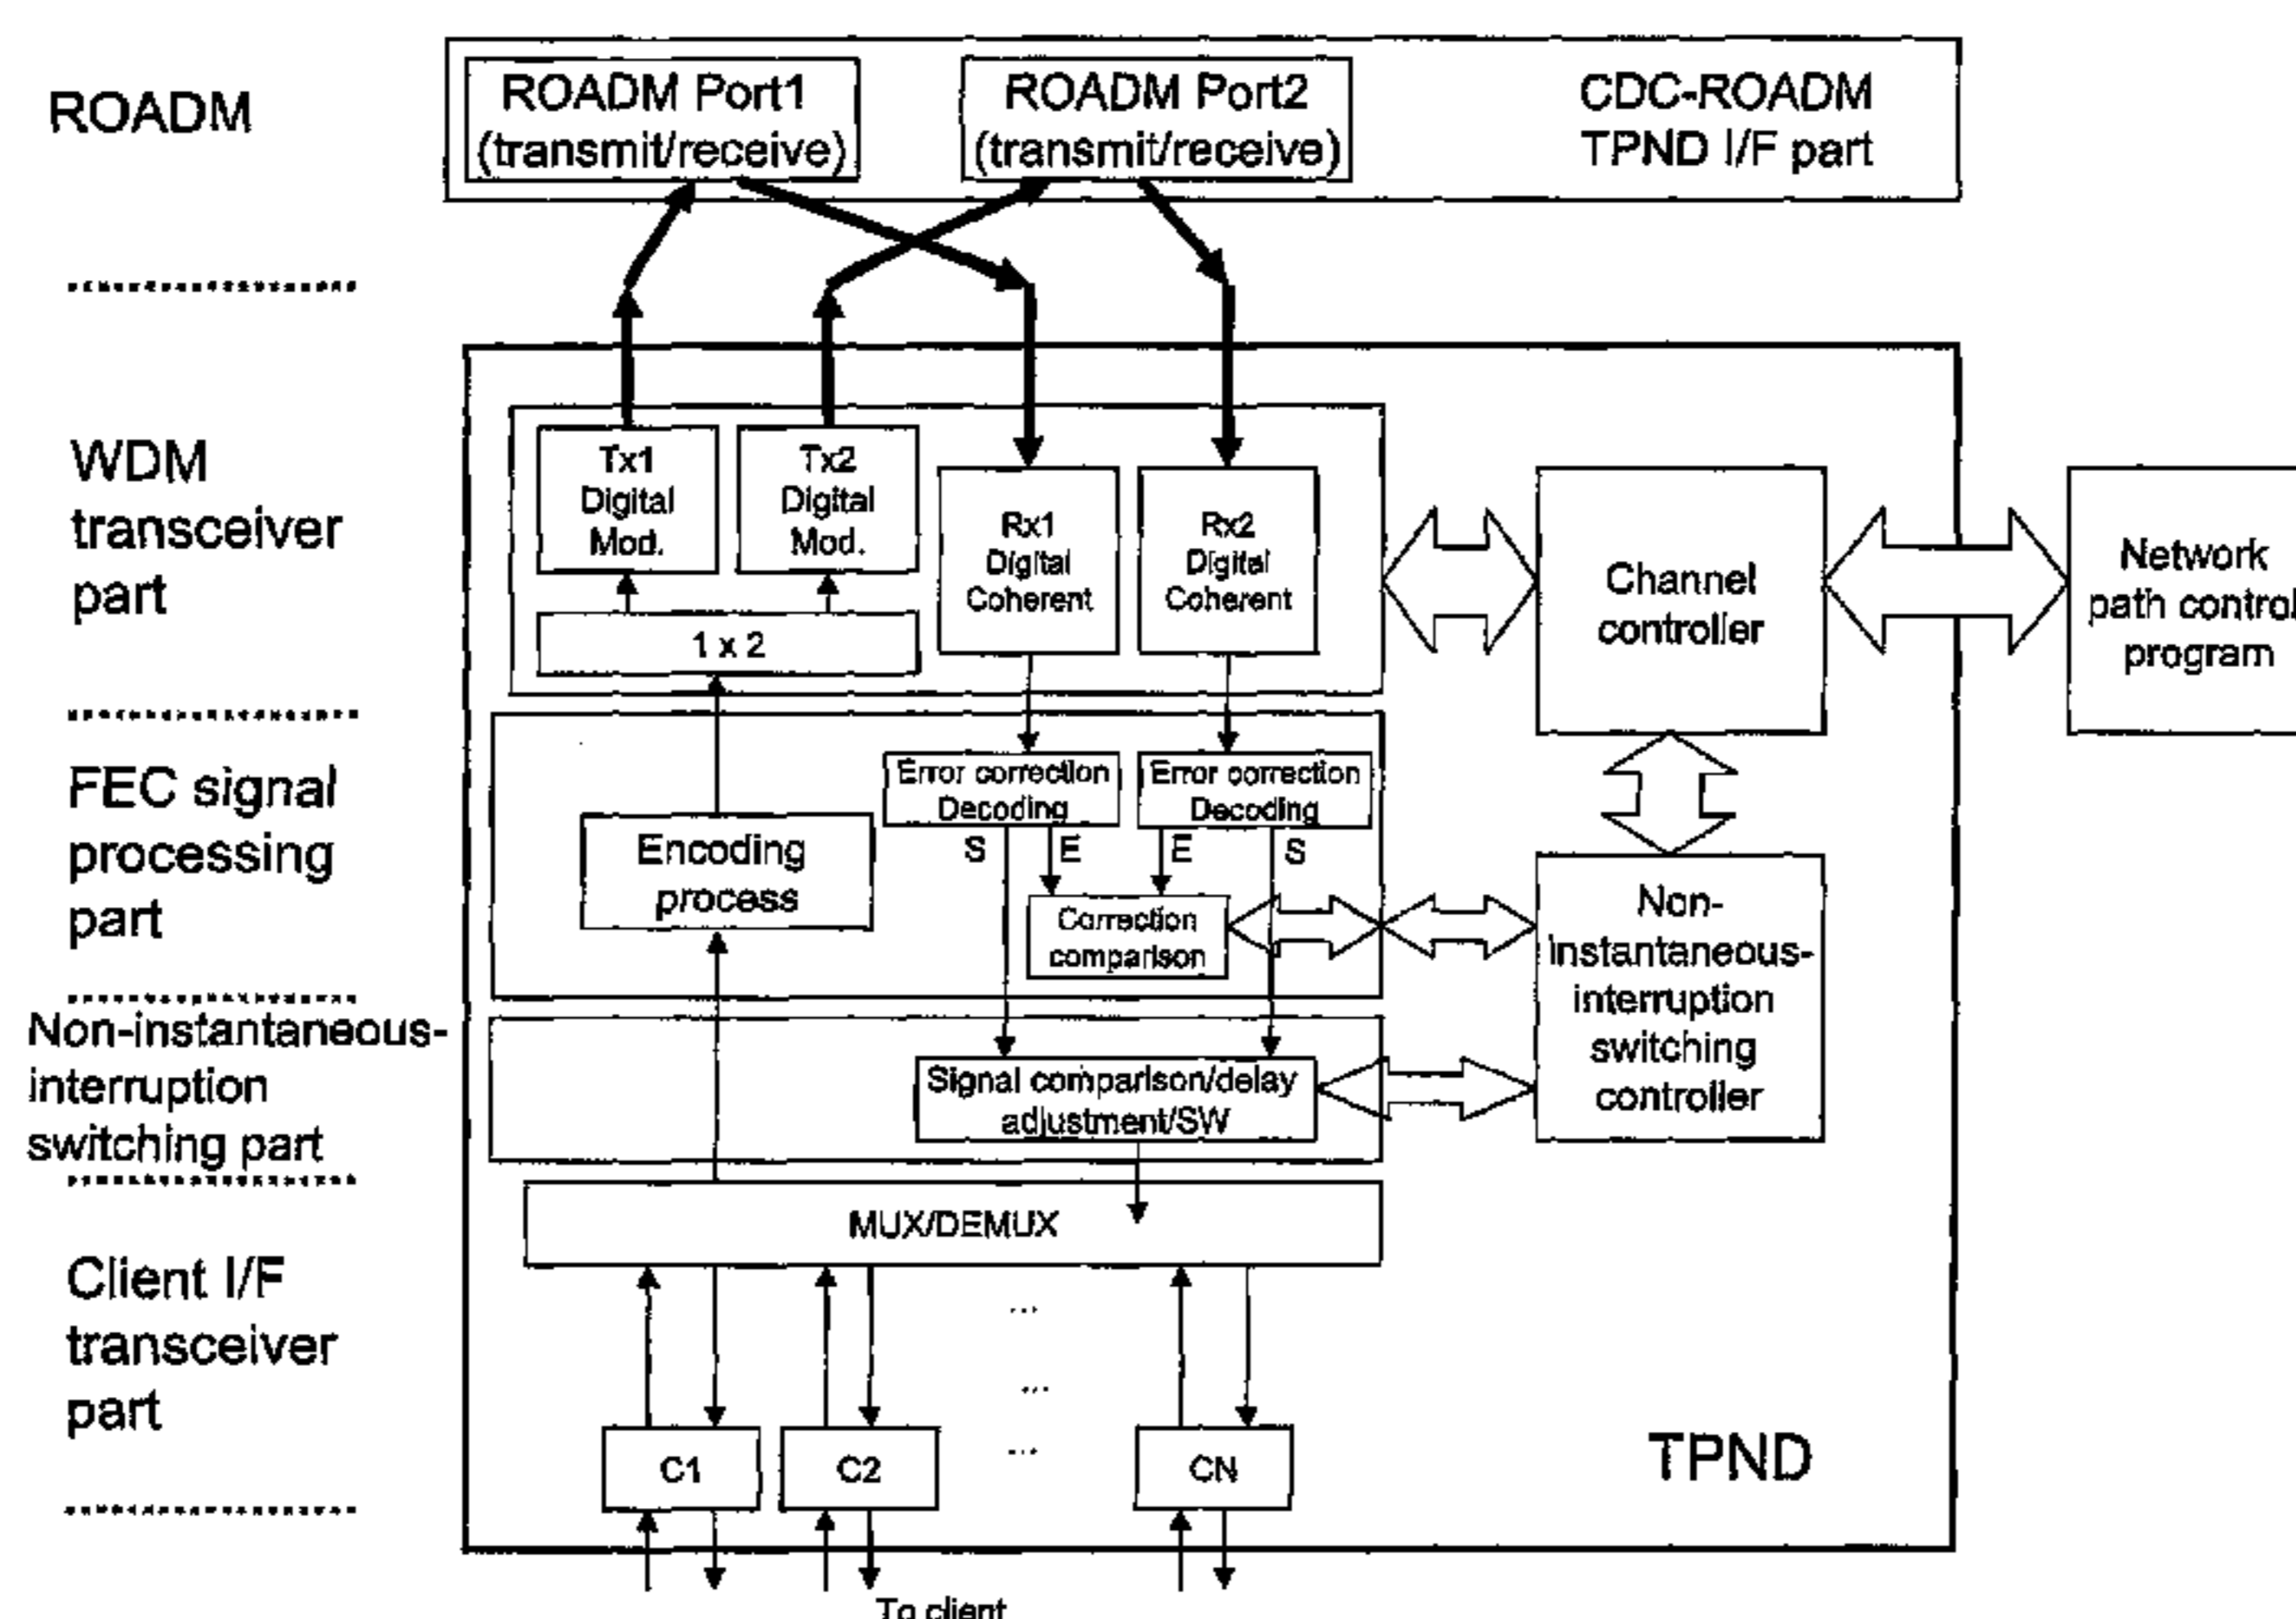 ROADM
ROADM Port1
(transmit/receive)
ROADM Port2
(transmit/receive)
CDC-ROADM
TPND I/F part
WDM
transceiver
part
Tx1
Digital
Mod.
Tx2
Digital
Mod.
Rx1
Digital
Coherent
Rx2
Digital
Coherent
1 x 2
Channel
controller
Network
path control
program
FEC signal
processing
part
Encoding
process
Error correction
Decoding
Error correction
Decoding
S
E
E
S
Correction
comparison
Non-
instantaneous-
interruption
switching
controller
Non-instantaneous-
interruption
switching part
Signal comparison/delay
adjustment/SW
MUX/DEMUX
Client I/F
transceiver
part
...
...
...
C1
C2
CN
TPND
To client